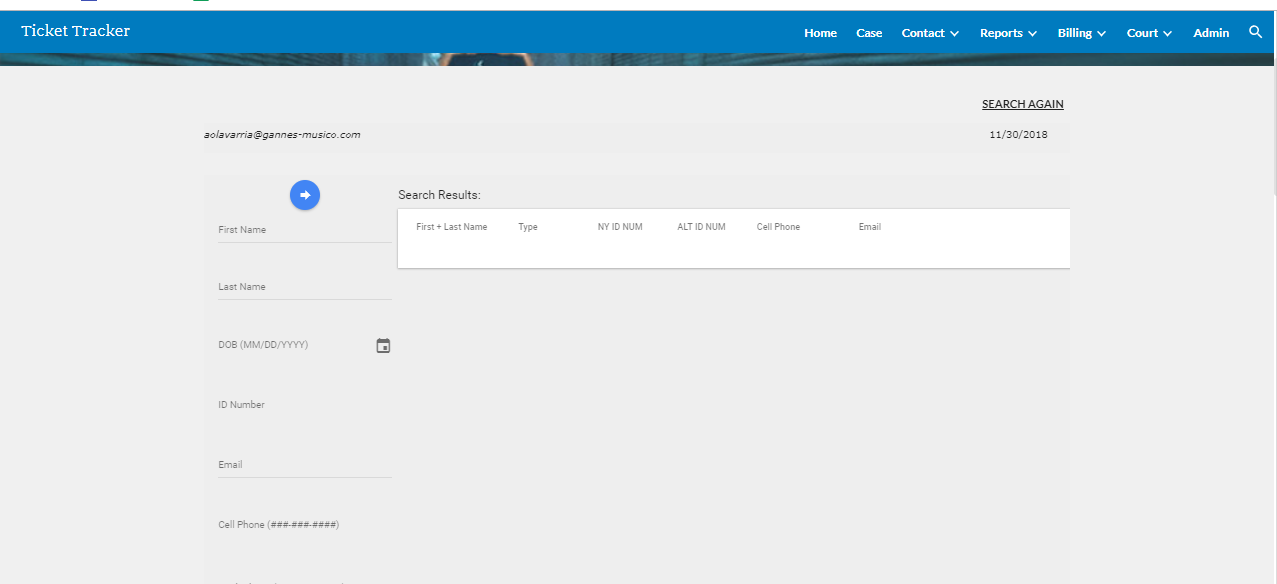 Ticket Tracker
Home Case Contact Reports Billing Court Admin
SEARCH AGAIN
aolavarria@gannes-musico.com 11/30/2018
Search Results:
First + Last Name Type NY ID NUM ALT ID NUM Cell Phone Email
First Name
Last Name
DOB (MM/DD/YYYY)
ID Number
Email
Cell Phone (###-###-####)